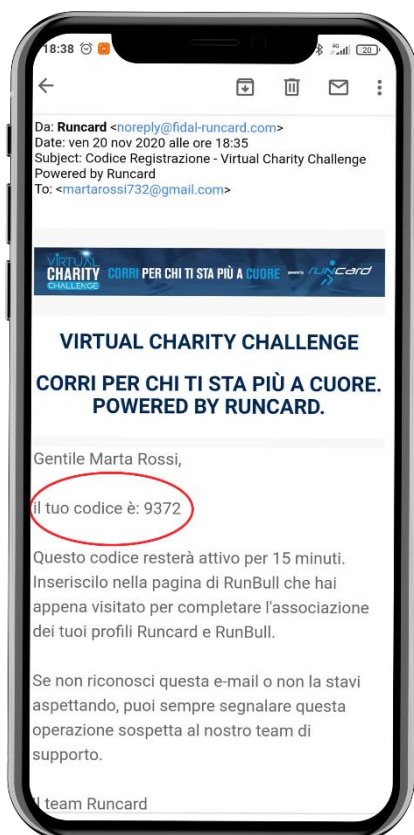 18:38
4G
20
Da: Runcard <noreply@fidal-runcard.com>
Date: ven 20 nov 2020 alle ore 18:35
Subject: Codice Registrazione - Virtual Charity Challenge
Powered by Runcard
To: <martarossi732@gmail.com>
VIRTUAL
CHARITY
CHALLENGE
CORRI PER CHI TI STA PIÙ A CUORE
runcard
VIRTUAL CHARITY CHALLENGE
CORRI PER CHI TI STA PIÙ A CUORE.
POWERED BY RUNCARD.
Gentile Marta Rossi,
il tuo codice è: 9372
Questo codice resterà attivo per 15 minuti.
Inseriscilo nella pagina di RunBull che hai
appena visitato per completare l'associazione
dei tuoi profili Runcard e RunBull.
Se non riconosci questa e-mail o non la stavi
aspettando, puoi sempre segnalare questa
operazione sospetta al nostro team di
supporto.
Il team Runcard